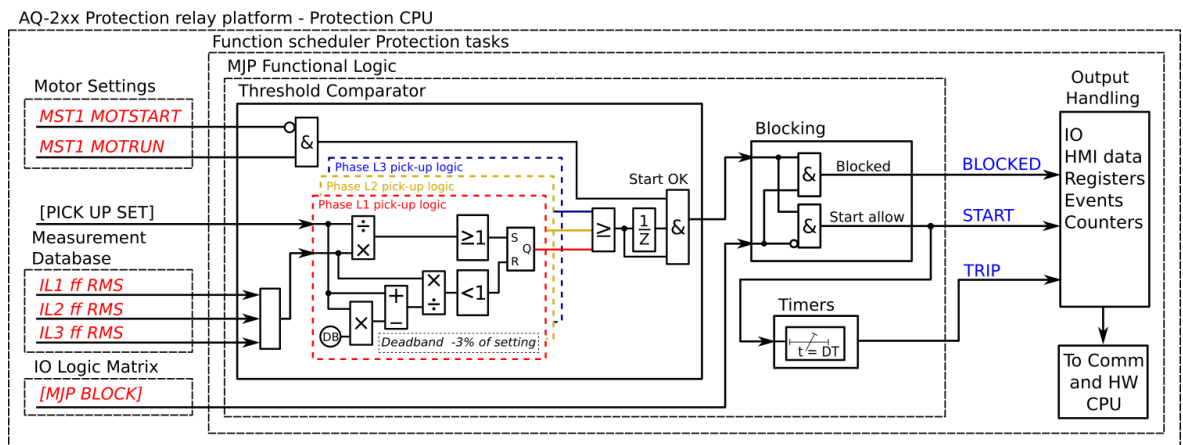 AQ-2xx Protection relay platform - Protection CPU
Function scheduler Protection tasks
MJP Functional Logic
Threshold Comparator
Motor Settings
MST1 MOTSTART
MST1 MOTRUN
&
Phase L3 pick-up logic
Phase L2 pick-up logic
Phase L1 pick-up logic
[PICK UP SET]
Measurement
Database
IL1 ff RMS
IL2 ff RMS
IL3 ff RMS
IO Logic Matrix
[MJP BLOCK]
÷
×
≥1
S
Q
R
×
÷
<1
+
−
×
DB
Deadband -3% of setting
≥
1
Z
Start OK
&
Blocking
&
Blocked
&
Start allow
Timers
t = DT
BLOCKED
START
TRIP
Output
Handling
IO
HMI data
Registers
Events
Counters
To Comm
and HW
CPU